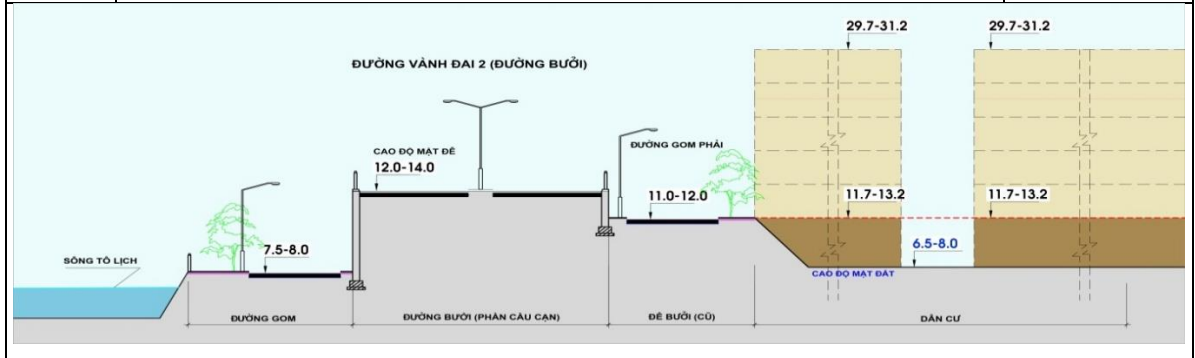 29.7-31.2
29.7-31.2
ĐƯỜNG VÀNH ĐAI 2 (ĐƯỜNG BƯỞI)
CAO ĐỘ MẶT ĐÊ
12.0-14.0
ĐƯỜNG GOM PHẢI
11.0-12.0
11.7-13.2
11.7-13.2
7.5-8.0
6.5-8.0
SÔNG TÔ LỊCH
CAO ĐỘ MẶT ĐẤT
ĐƯỜNG GOM
ĐƯỜNG BƯỞI (PHẦN CẦU CẠN)
ĐÊ BƯỞI (CŨ)
DÂN CƯ